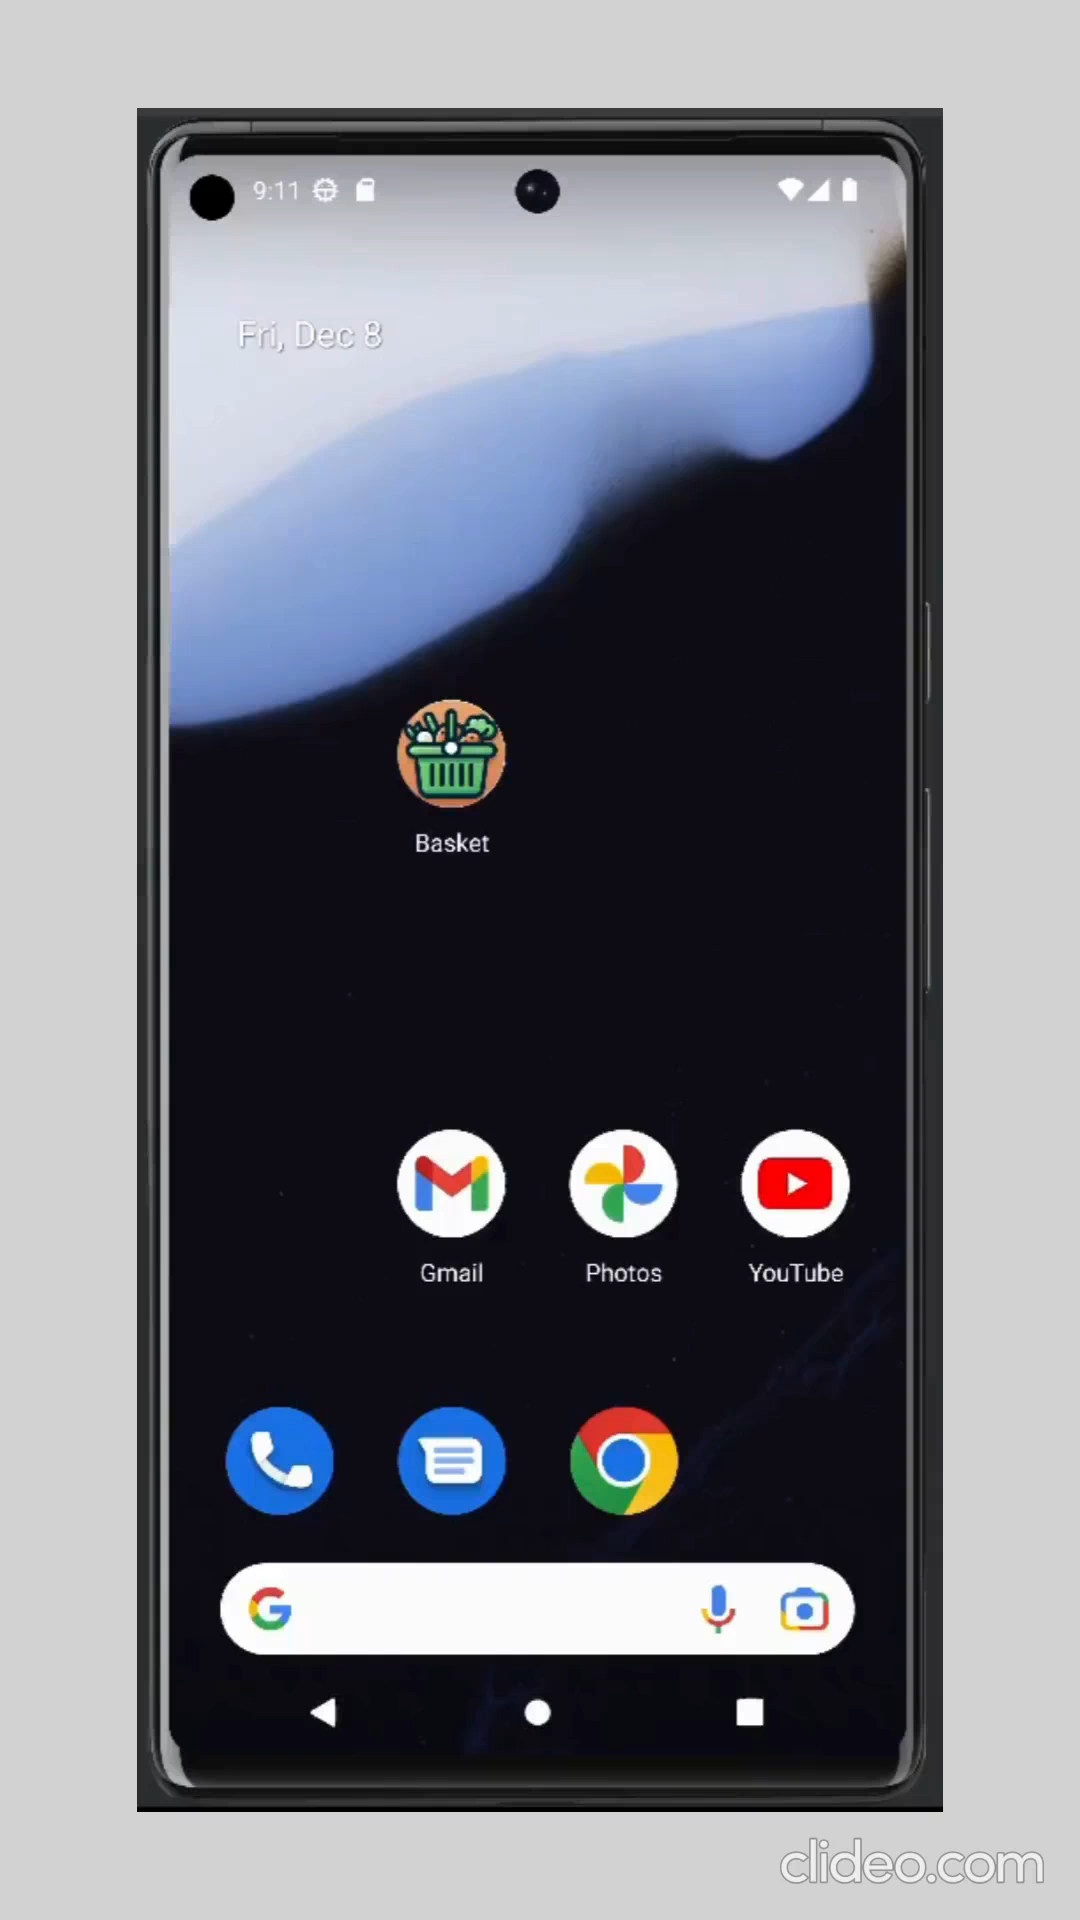 9:11
Fri, Dec 8
Basket
Gmail
Photos
YouTube
clideo.com